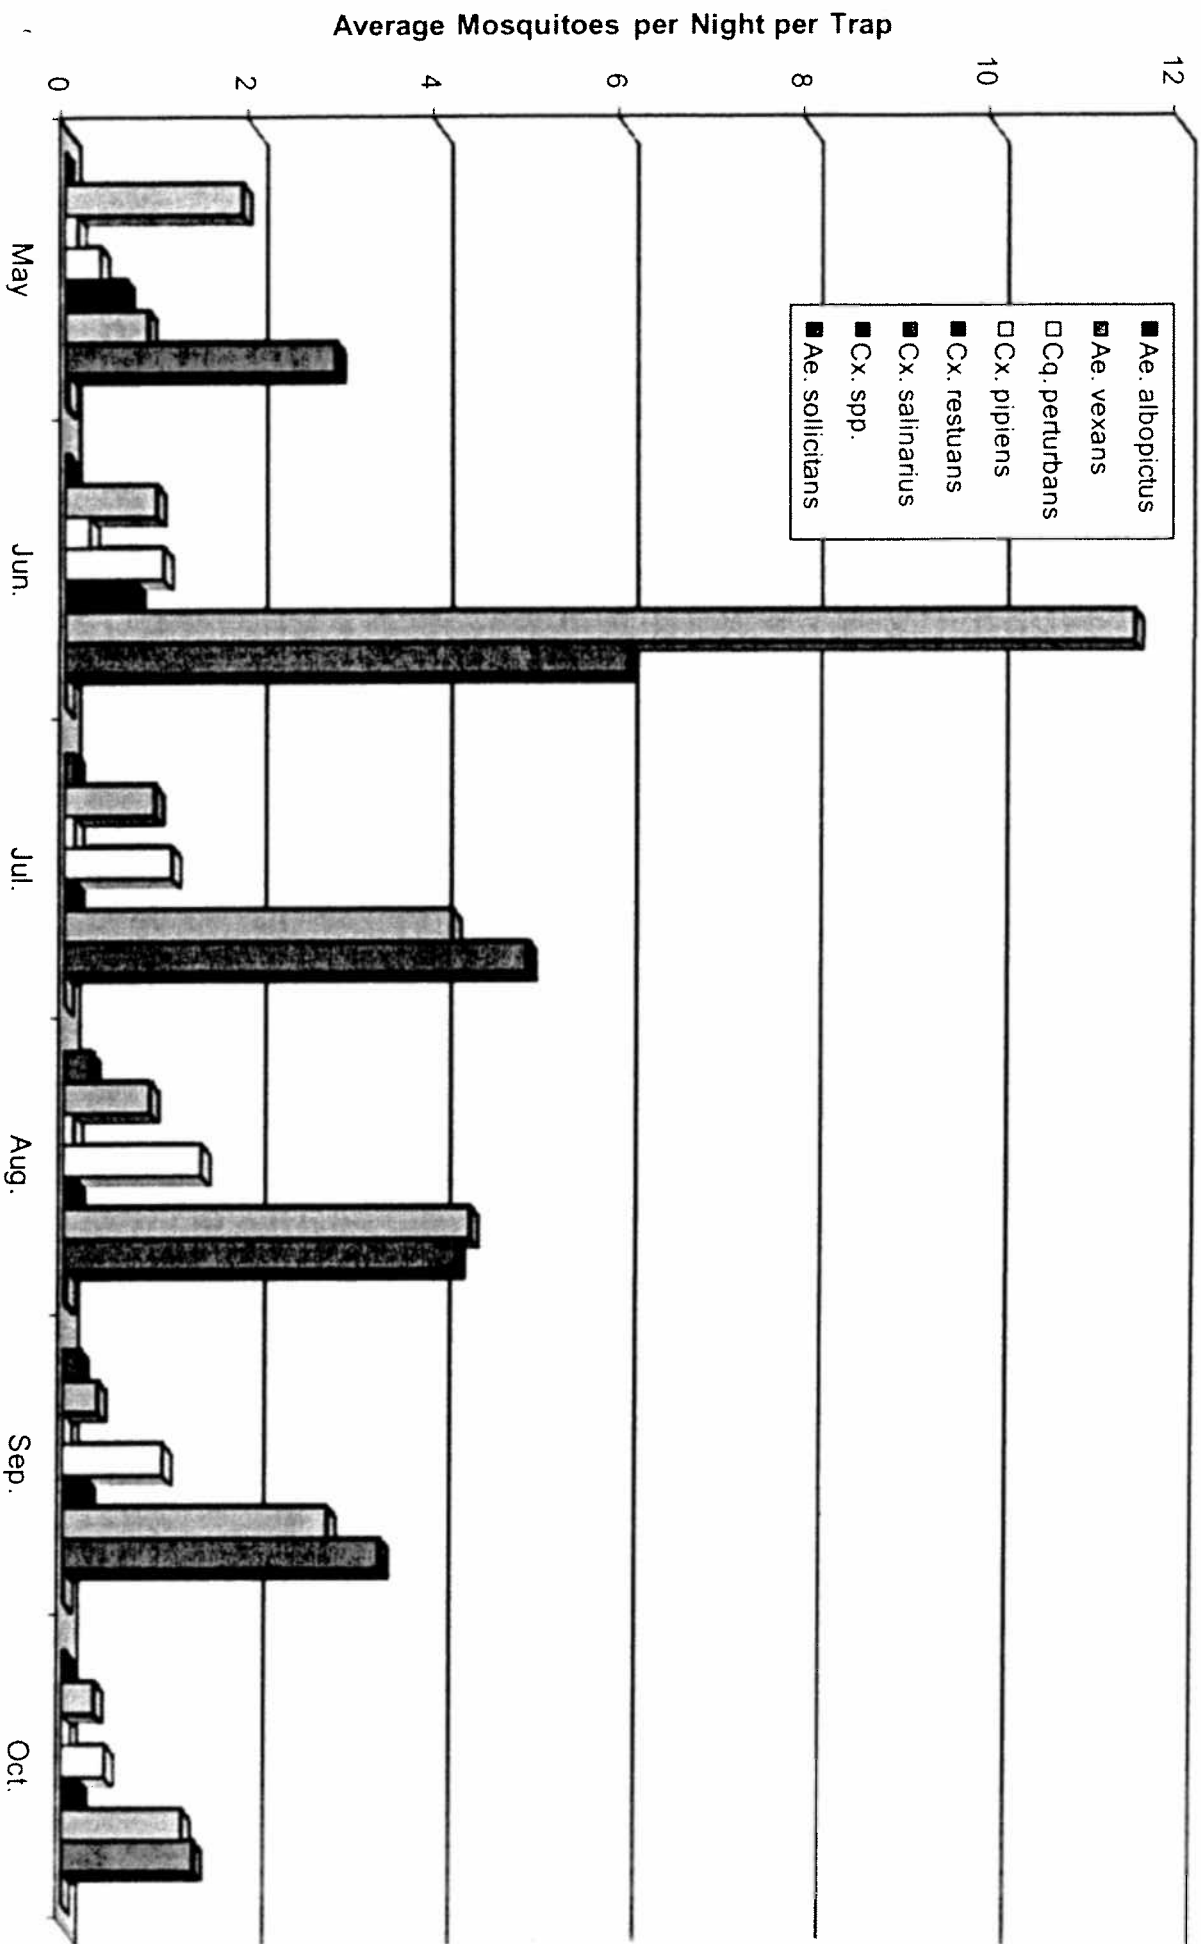 Average Mosquitoes per Night per Trap
12
10
8
6
4
2
0
Ae. albopictus
Ae. vexans
Cq. perturbans
Cx. pipiens
Cx. restuans
Cx. salinarius
Cx. spp.
Ae. sollicitans
May
Jun.
Jul.
Aug.
Sep.
Oct.